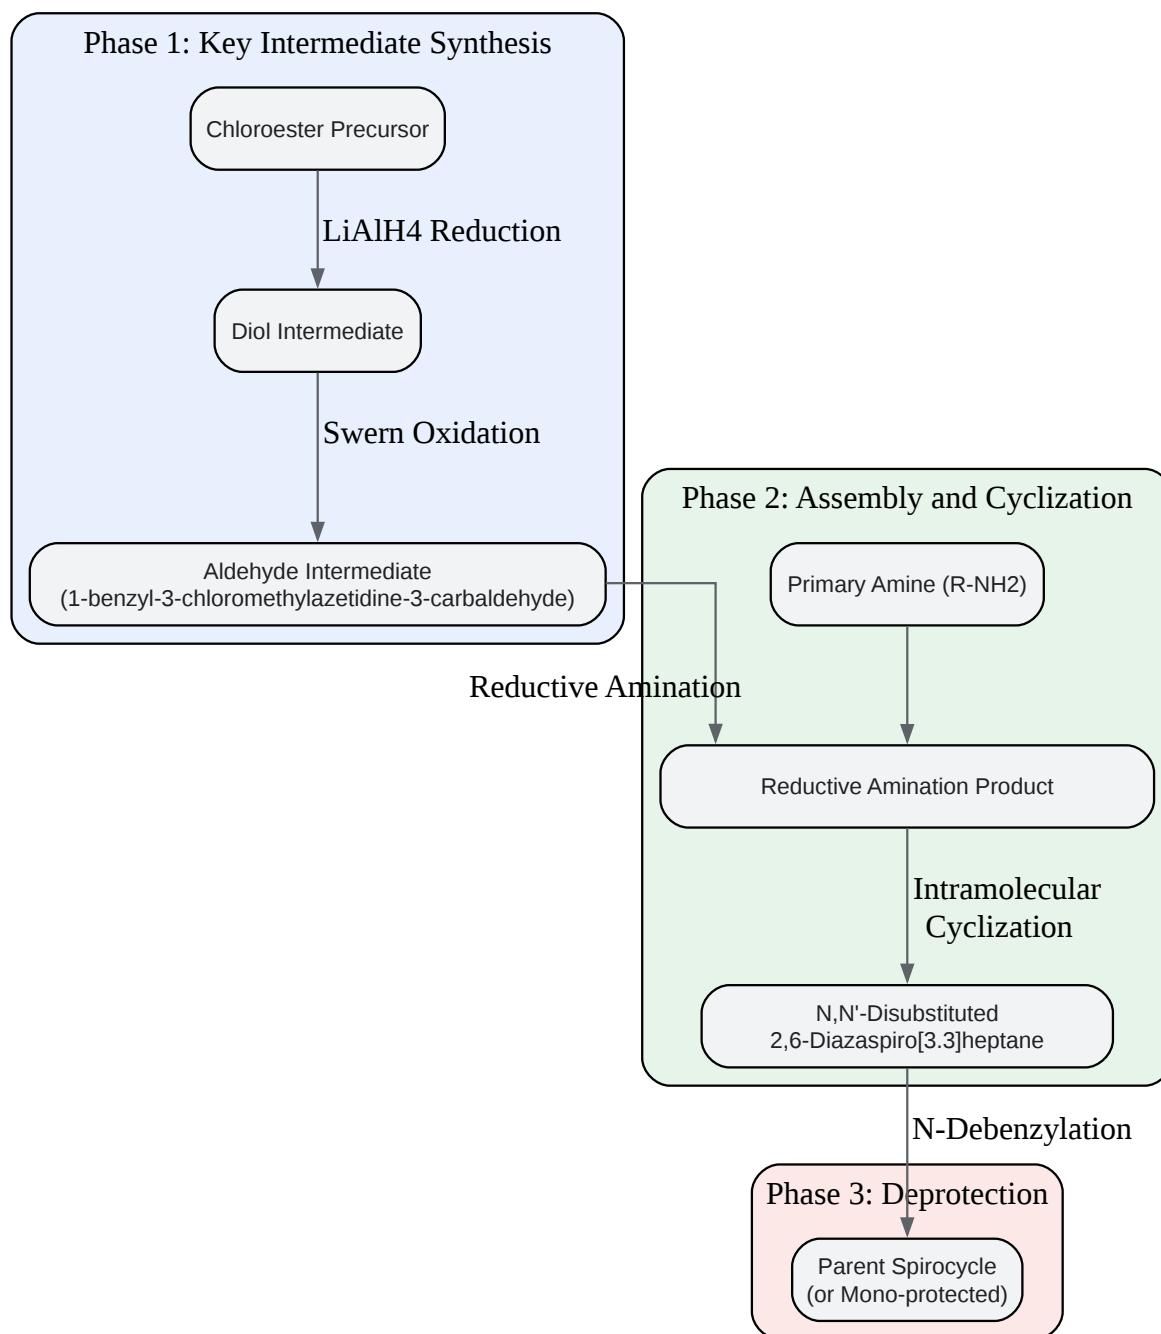 Phase 1: Key Intermediate Synthesis
Chloroester Precursor
LiAlH4 Reduction
Diol Intermediate
Swern Oxidation
Aldehyde Intermediate
(1-benzyl-3-chloromethylazetidine-3-carbaldehyde)
Phase 2: Assembly and Cyclization
Primary Amine (R-NH2)
Reductive Amination
Reductive Amination Product
Intramolecular
Cyclization
N,N'-Disubstituted
2,6-Diazaspiro[3.3]heptane
N-Debenzylation
Phase 3: Deprotection
Parent Spirocycle
(or Mono-protected)